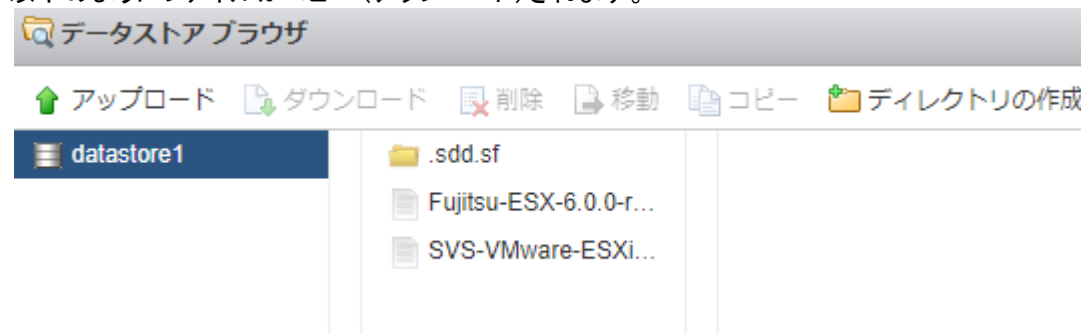 データストア ブラウザ
アップロード ダウンロード 削除 移動 コピー ディレクトリの作成
datastore1
.sdd.sf
Fujitsu-ESX-6.0.0-r...
SVS-VMware-ESXi...